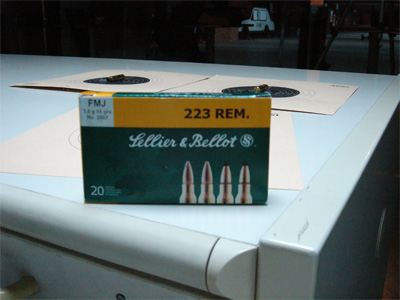 FMJ
223 REM.
Sellier & Bellot
20